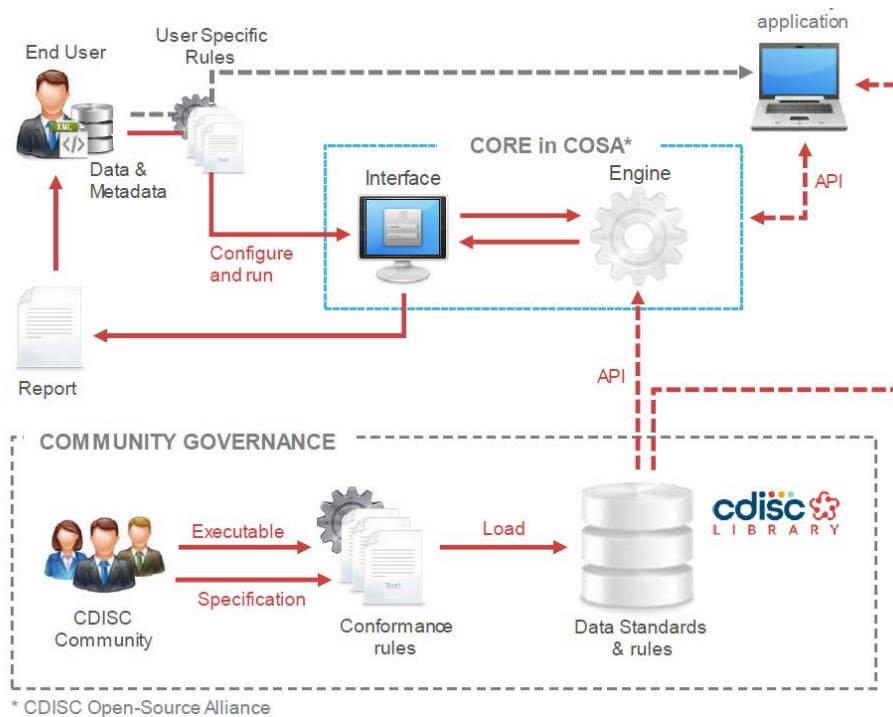 application
End User
User Specific
Rules
XML
</>
Data &
Metadata
Text
CORE in COSA*
Interface
Engine
API
Configure
and run
Report
API
COMMUNITY GOVERNANCE
Executable
Specification
Load
cdisc
LIBRARY
Text
CDISC
Community
Conformance
rules
Data Standards
& rules
* CDISC Open-Source Alliance